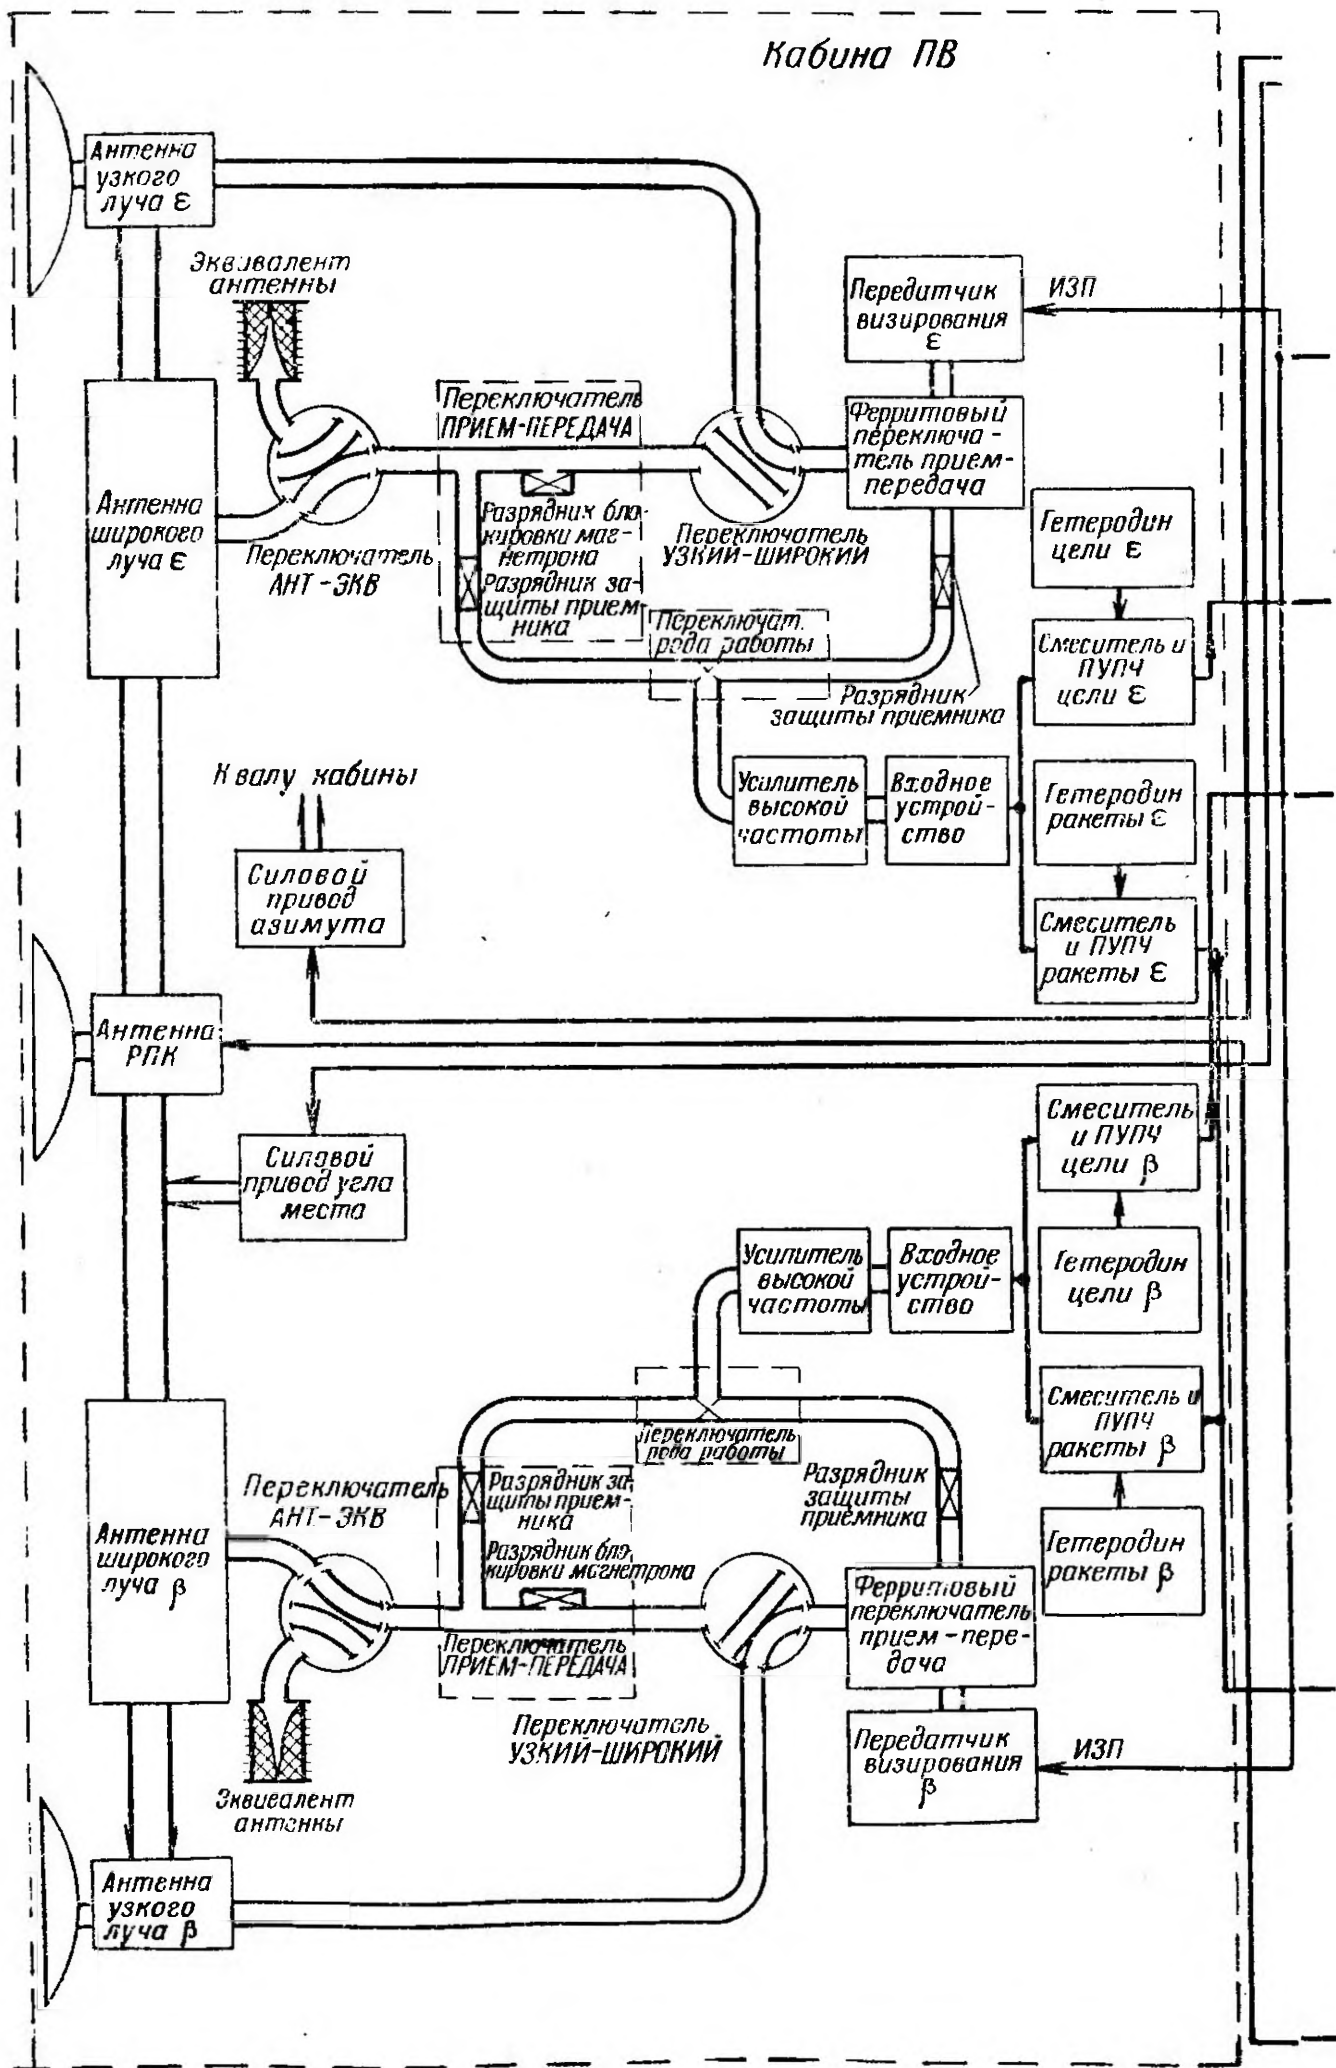 Кабина ПВ
Антенна
узкого
луча Ɛ
Эквивалент
антенны
Передатчик
визирования
Ɛ
ИЗП
Переключатель
ПРИЕМ-ПЕРЕДАЧА
Ферритовый
переключа-
тель прием-
передача
Антенна
широкого
луча Ɛ
Переключатель
АНТ-ЭКВ
Разрядник бло-
кировки маг-
нетрона
Разрядник за-
щиты прием-
ника
Переключатель
УЗКИЙ-ШИРОКИЙ
Гетеродин
цели Ɛ
Переключат.
рода работы
Смеситель и
ПУПЧ
цели Ɛ
Разрядник
защиты приемника
К валу кабины
Усилитель
высокой
частоты
Входное
устрой-
ство
Гетеродин
ракеты Ɛ
Силовой
привод
азимута
Смеситель
и ПУПЧ
ракеты Ɛ
Антенна
РПК
Силовой
привод угла
места
Смеситель
и ПУПЧ
цели β
Усилитель
высокой
частоты
Входное
устрой-
ство
Гетеродин
цели β
Смеситель и
ПУПЧ
ракеты β
Переключатель
рода работы
Переключатель
АНТ-ЭКВ
Разрядник за-
щиты прием-
ника
Разрядник бло-
кировки магнетрона
Разрядник
защиты
приемника
Антенна
широкого
луча β
Гетеродин
ракеты β
Ферритовый
переключатель
прием-пере-
дача
Переключатель
ПРИЕМ-ПЕРЕДАЧА
Переключатель
УЗКИЙ-ШИРОКИЙ
Передатчик
визирования
β
ИЗП
Эквивалент
антенны
Антенна
узкого
луча β